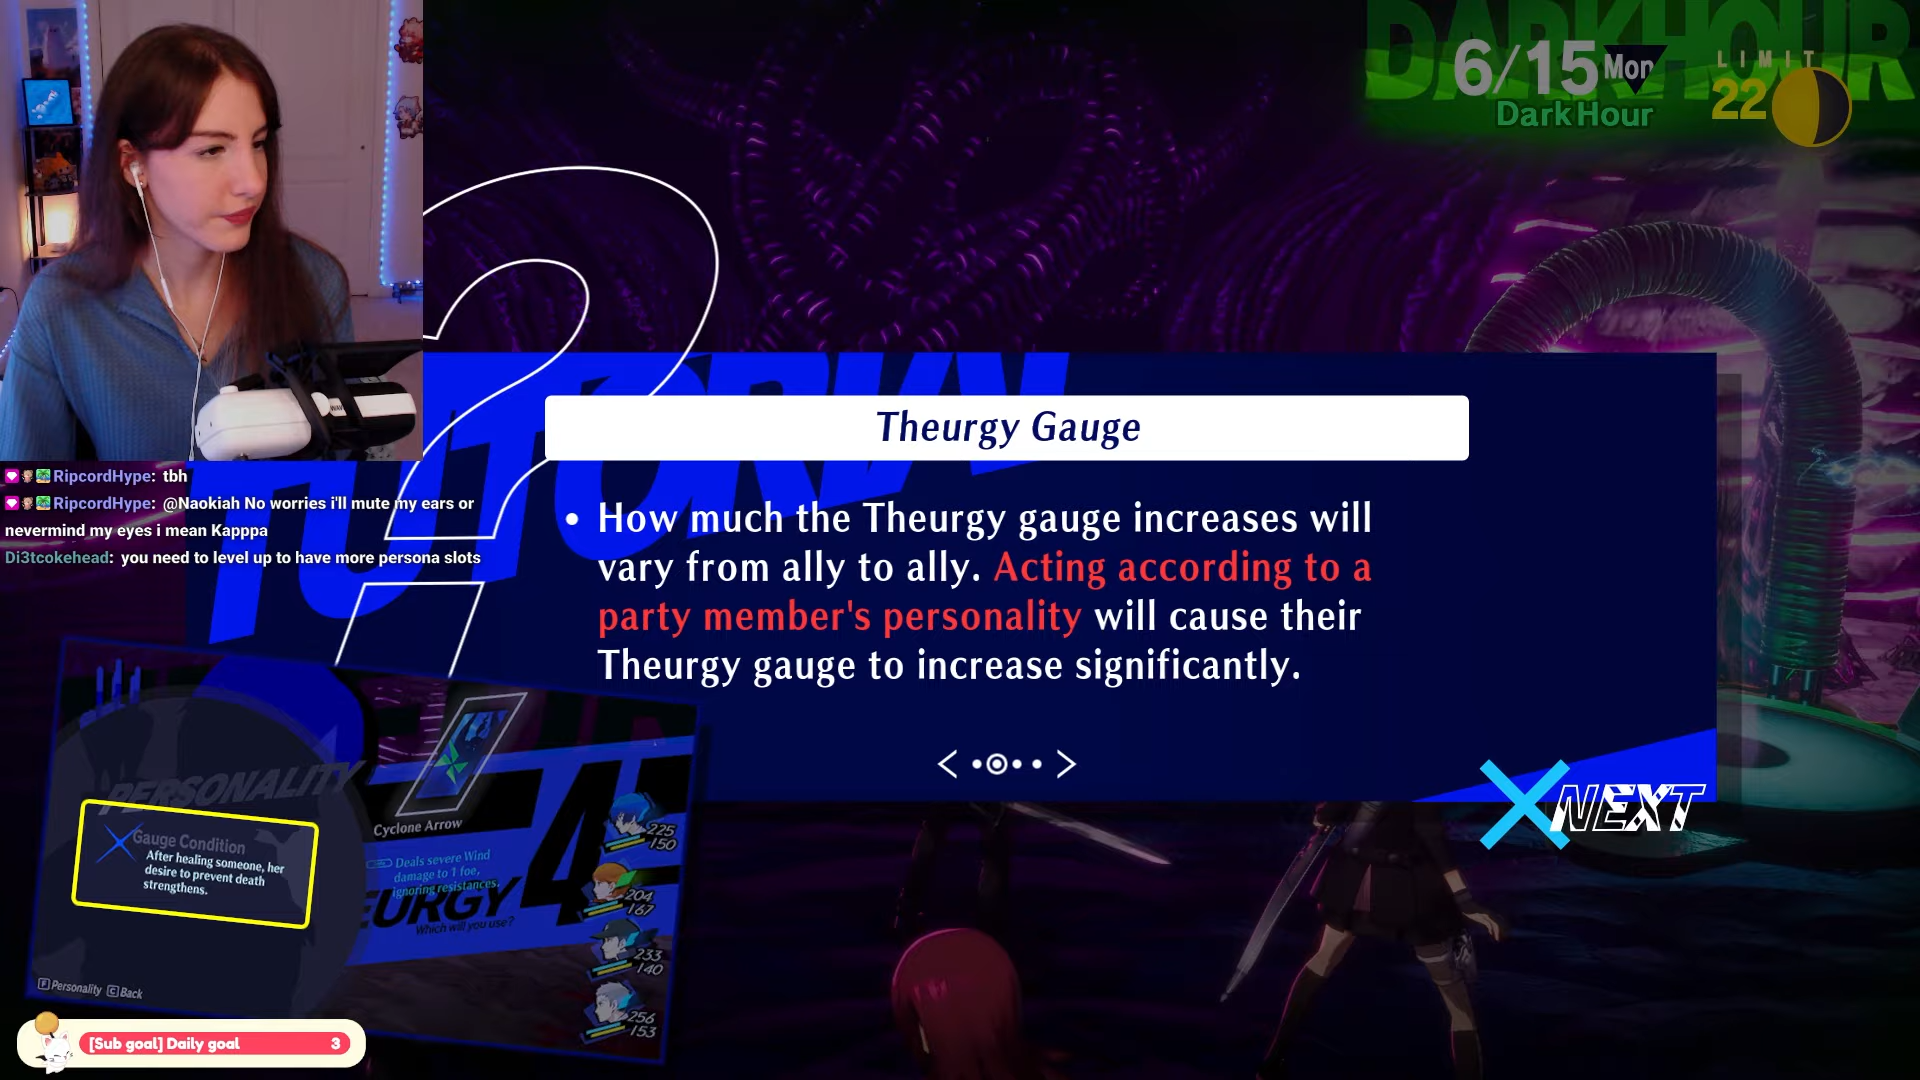 DARK HOUR
6/15 Mon
Dark Hour
LIMIT
22
TUTORIAL
Theurgy Gauge
• How much the Theurgy gauge increases will
vary from ally to ally. Acting according to a
party member's personality will cause their
Theurgy gauge to increase significantly.
NEXT
RipcordHype: tbh
RipcordHype: @Naokiah No worries i'll mute my ears or
nevermind my eyes i mean Kapppa
Di3tcokehead: you need to level up to have more persona slots
PERSONALITY
Gauge Condition
After healing someone, her
desire to prevent death
strengthens.
Cyclone Arrow
Deals severe Wind
damage to 1 foe,
ignoring resistances.
EURGY
Which will you use?
4
225
150
204
167
233
140
256
153
F Personality C Back
[Sub goal] Daily goal 3